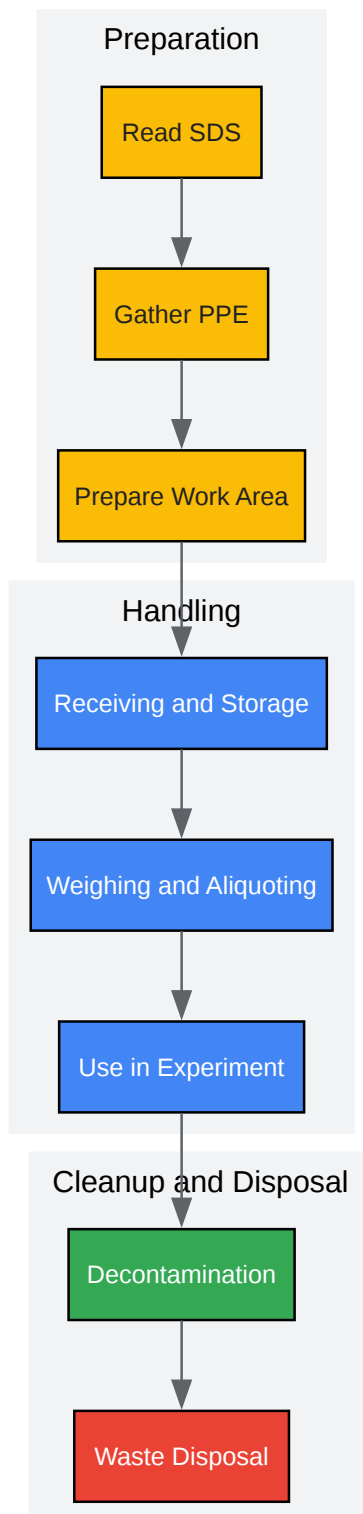 Preparation
Read SDS
Gather PPE
Prepare Work Area
Handling
Receiving and Storage
Weighing and Aliquoting
Use in Experiment
Cleanup and Disposal
Decontamination
Waste Disposal